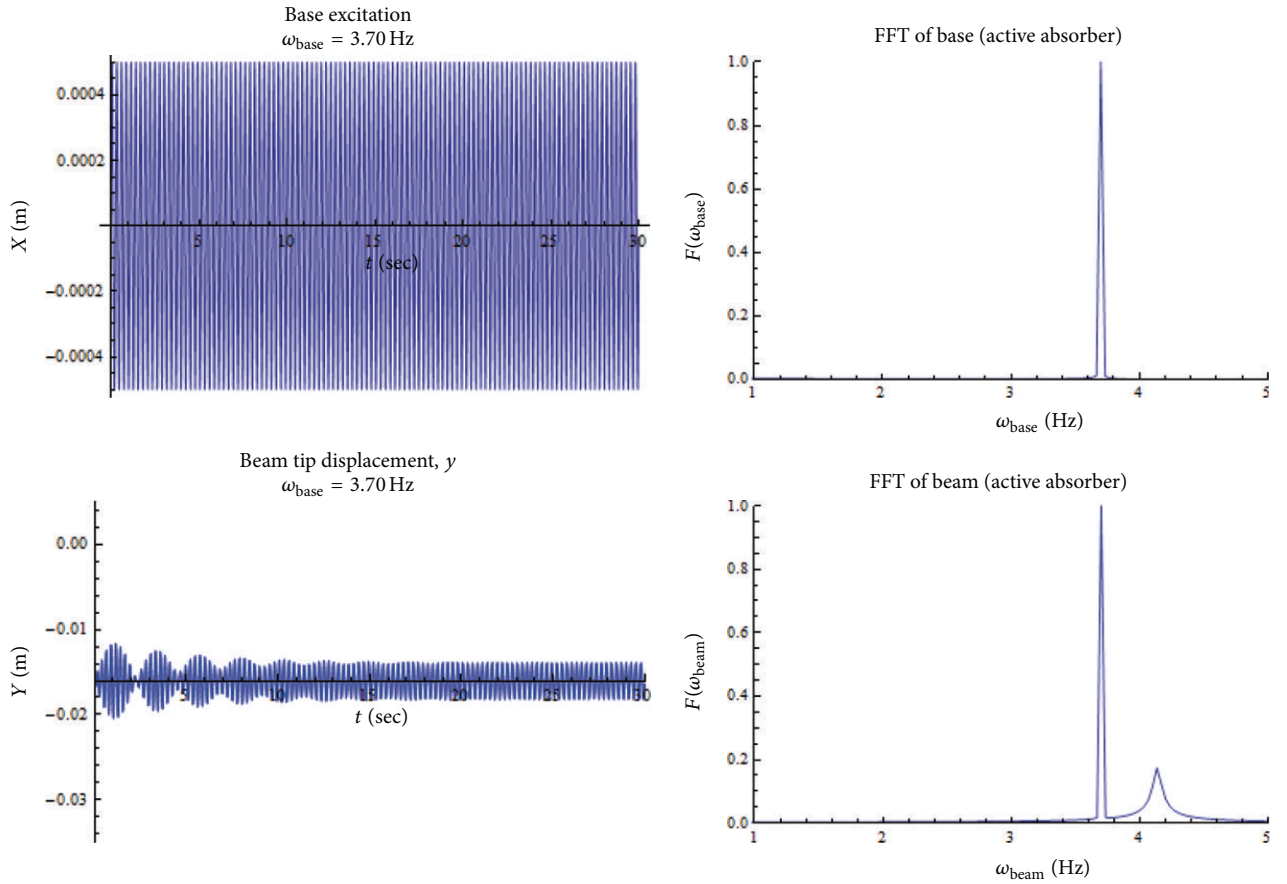 Base excitation
ω_base = 3.70 Hz
X (m)
0.0004
0.0002
−0.0002
−0.0004
5 10 15 20 25 30
t (sec)
FFT of base (active absorber)
F(ω_base)
1.0
0.8
0.6
0.4
0.2
0.0
1 2 3 4 5
ω_base (Hz)
Beam tip displacement, y
ω_base = 3.70 Hz
Y (m)
0.00
−0.01
−0.02
−0.03
5 10 15 20 25 30
t (sec)
FFT of beam (active absorber)
F(ω_beam)
1.0
0.8
0.6
0.4
0.2
0.0
1 2 3 4 5
ω_beam (Hz)